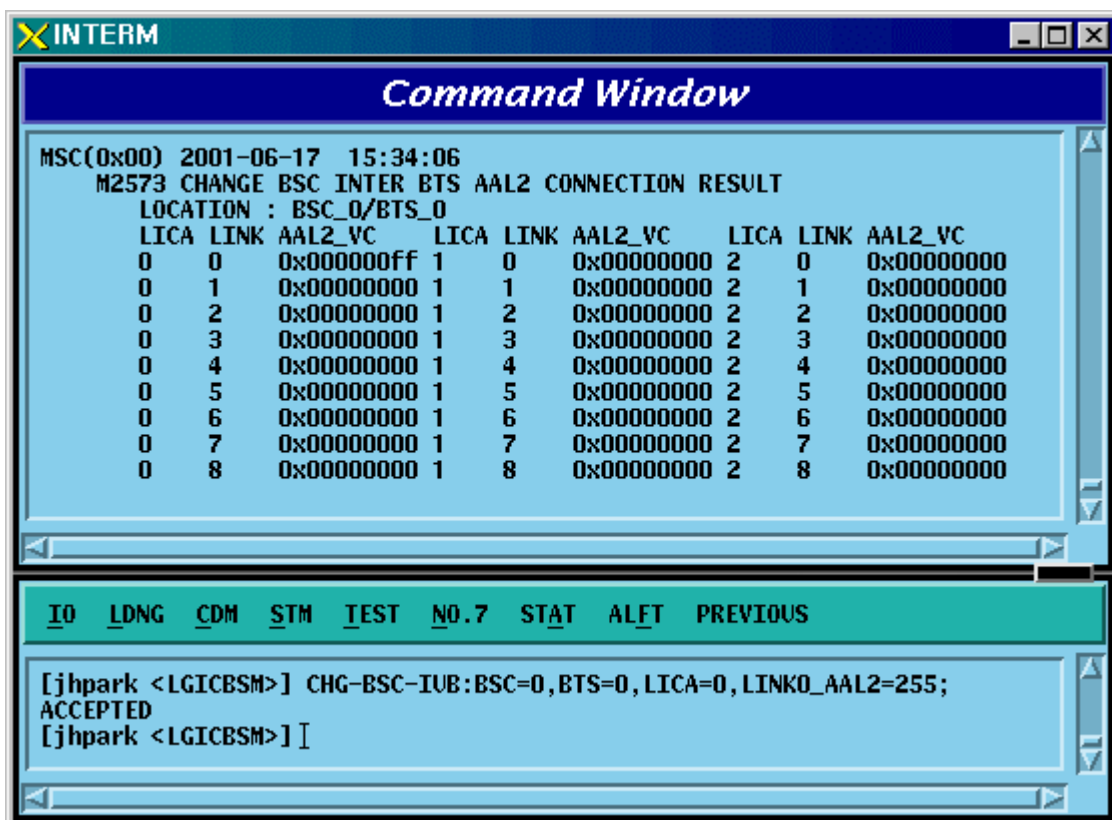 INTERM
Command Window
MSC(0x00) 2001-06-17 15:34:06
M2573 CHANGE BSC INTER BTS AAL2 CONNECTION RESULT
LOCATION : BSC_0/BTS_0
LICA LINK AAL2_VC LICA LINK AAL2_VC LICA LINK AAL2_VC
0 0 0x000000ff 1 0 0x00000000 2 0 0x00000000
0 1 0x00000000 1 1 0x00000000 2 1 0x00000000
0 2 0x00000000 1 2 0x00000000 2 2 0x00000000
0 3 0x00000000 1 3 0x00000000 2 3 0x00000000
0 4 0x00000000 1 4 0x00000000 2 4 0x00000000
0 5 0x00000000 1 5 0x00000000 2 5 0x00000000
0 6 0x00000000 1 6 0x00000000 2 6 0x00000000
0 7 0x00000000 1 7 0x00000000 2 7 0x00000000
0 8 0x00000000 1 8 0x00000000 2 8 0x00000000
IO LDNG CDM STM TEST NO.7 STAT ALFT PREVIOUS
[jhpark <LGICBSM>] CHG-BSC-IUB:BSC=0,BTS=0,LICA=0,LINK0_AAL2=255;
ACCEPTED
[jhpark <LGICBSM>]